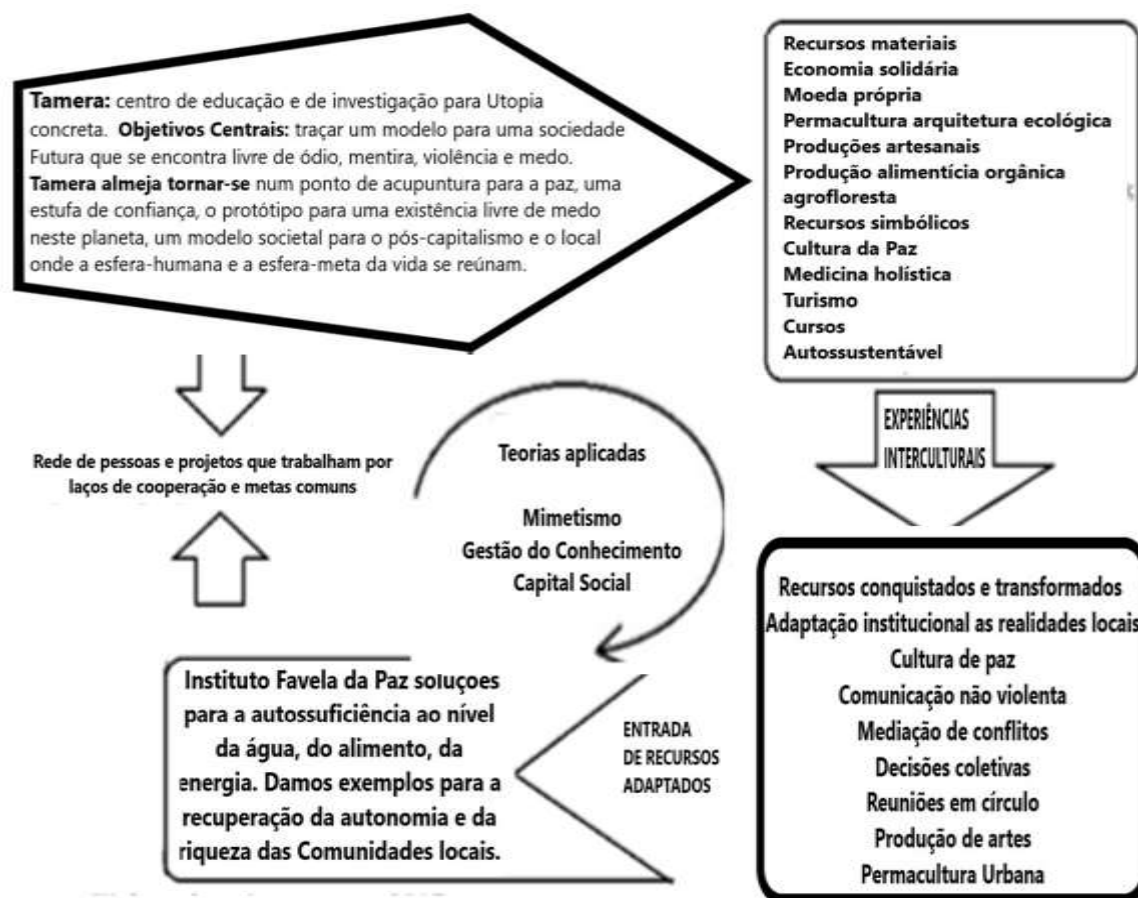 Tamera: centro de educação e de investigação para Utopia
concreta. Objetivos Centrais: traçar um modelo para uma sociedade
Futura que se encontra livre de ódio, mentira, violência e medo.
Tamera almeja tornar-se num ponto de acupuntura para a paz, uma
estufa de confiança, o protótipo para uma existência livre de medo
neste planeta, um modelo societal para o pós-capitalismo e o local
onde a esfera-humana e a esfera-meta da vida se reúnam.
Recursos materiais
Economia solidária
Moeda própria
Permacultura arquitetura ecológica
Produções artesanais
Produção alimentícia orgânica
agrofloresta
Recursos simbólicos
Cultura da Paz
Medicina holística
Turismo
Cursos
Autossustentável
EXPERIÊNCIAS
INTERCULTURAIS
Rede de pessoas e projetos que trabalham por
laços de cooperação e metas comuns
Teorias aplicadas
Mimetismo
Gestão do Conhecimento
Capital Social
Recursos conquistados e transformados
Adaptação institucional as realidades locais
Cultura de paz
Comunicação não violenta
Mediação de conflitos
Decisões coletivas
Reuniões em círculo
Produção de artes
Permacultura Urbana
ENTRADA
DE RECURSOS
ADAPTADOS
Instituto Favela da Paz soluçoes
para a autossuficiência ao nível
da água, do alimento, da
energia. Damos exemplos para a
recuperação da autonomia e da
riqueza das Comunidades locais.